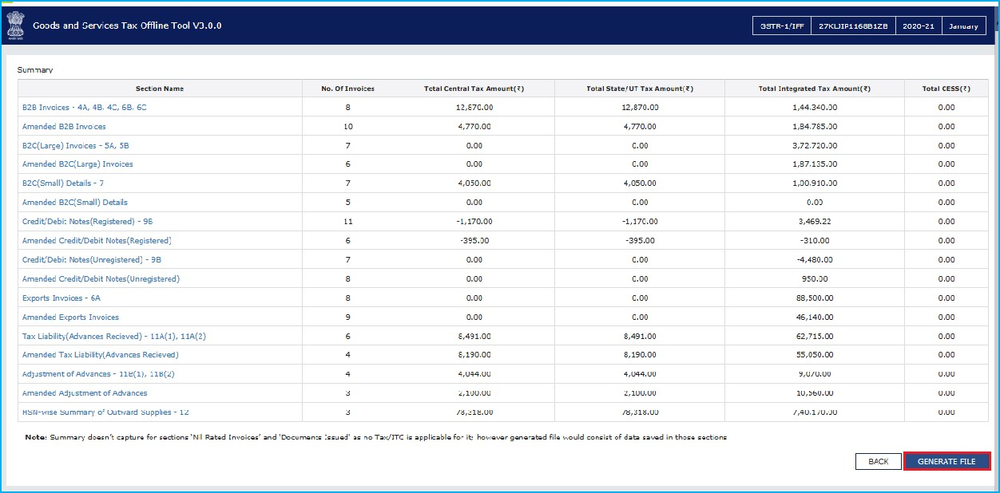 Goods and Services Tax Offline Tool V3.0.0
GSTR-1/IFF 27KLJIP1168B1ZB 2020-21 January
Summary
Section Name No. Of Invoices Total Central Tax Amount(₹) Total State/UT Tax Amount(₹) Total Integrated Tax Amount(₹) Total CESS(₹)
B2B Invoices - 4A, 4B, 4C, 6B, 6C 8 12,870.00 12,870.00 1,44,340.00 0.00
Amended B2B Invoices 10 4,770.00 4,770.00 1,84,785.00 0.00
B2C(Large) Invoices - 5A, 5B 7 0.00 0.00 3,72,720.00 0.00
Amended B2C(Large) Invoices 6 0.00 0.00 1,87,135.00 0.00
B2C(Small) Details - 7 7 4,050.00 4,050.00 1,00,910.00 0.00
Amended B2C(Small) Details 5 0.00 0.00 0.00 0.00
Credit/Debit Notes(Registered) - 9B 11 -1,170.00 -1,170.00 3,469.22 0.00
Amended Credit/Debit Notes(Registered) 6 -395.00 -395.00 -310.00 0.00
Credit/Debit Notes(Unregistered) - 9B 7 0.00 0.00 -4,480.00 0.00
Amended Credit/Debit Notes(Unregistered) 8 0.00 0.00 950.00 0.00
Exports Invoices - 6A 8 0.00 0.00 88,500.00 0.00
Amended Exports Invoices 9 0.00 0.00 46,140.00 0.00
Tax Liability(Advances Recieved) - 11A(1), 11A(2) 6 8,491.00 8,491.00 62,715.00 0.00
Amended Tax Liability(Advances Recieved) 4 8,190.00 8,190.00 55,050.00 0.00
Adjustment of Advances - 11B(1), 11B(2) 4 4,044.00 4,044.00 9,070.00 0.00
Amended Adjustment of Advances 3 2,100.00 2,100.00 10,560.00 0.00
HSN-wise Summary of Outward Supplies - 12 3 78,318.00 78,318.00 7,40,170.00 0.00
Note: Summary doesn't capture for sections 'Nil Rated Invoices' and 'Documents Issued' as no Tax/ITC is applicable for it; however generated file would consist of data saved in those sections
BACK GENERATE FILE